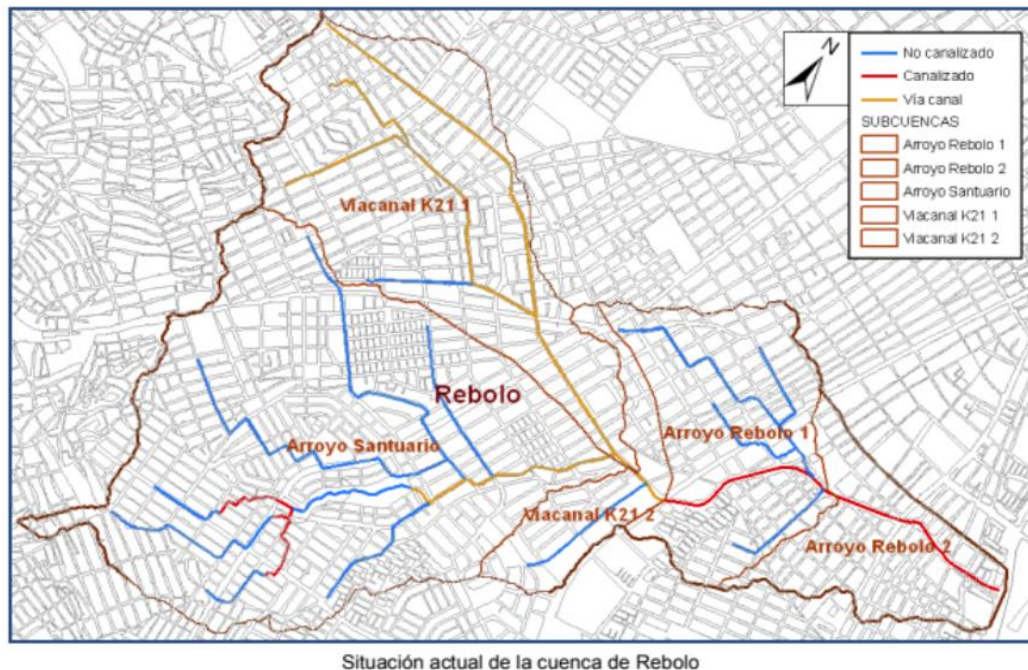 N
No canalizado
Canalizado
Vía canal
SUBCUENCAS
Arroyo Rebolo 1
Arroyo Rebolo 2
Arroyo Santuario
Viacanal K21 1
Viacanal K21 2
Viacanal K21 1
Rebolo
Arroyo Santuario
Arroyo Rebolo 1
Viacanal K21 2
Arroyo Rebolo 2
Situación actual de la cuenca de Rebolo